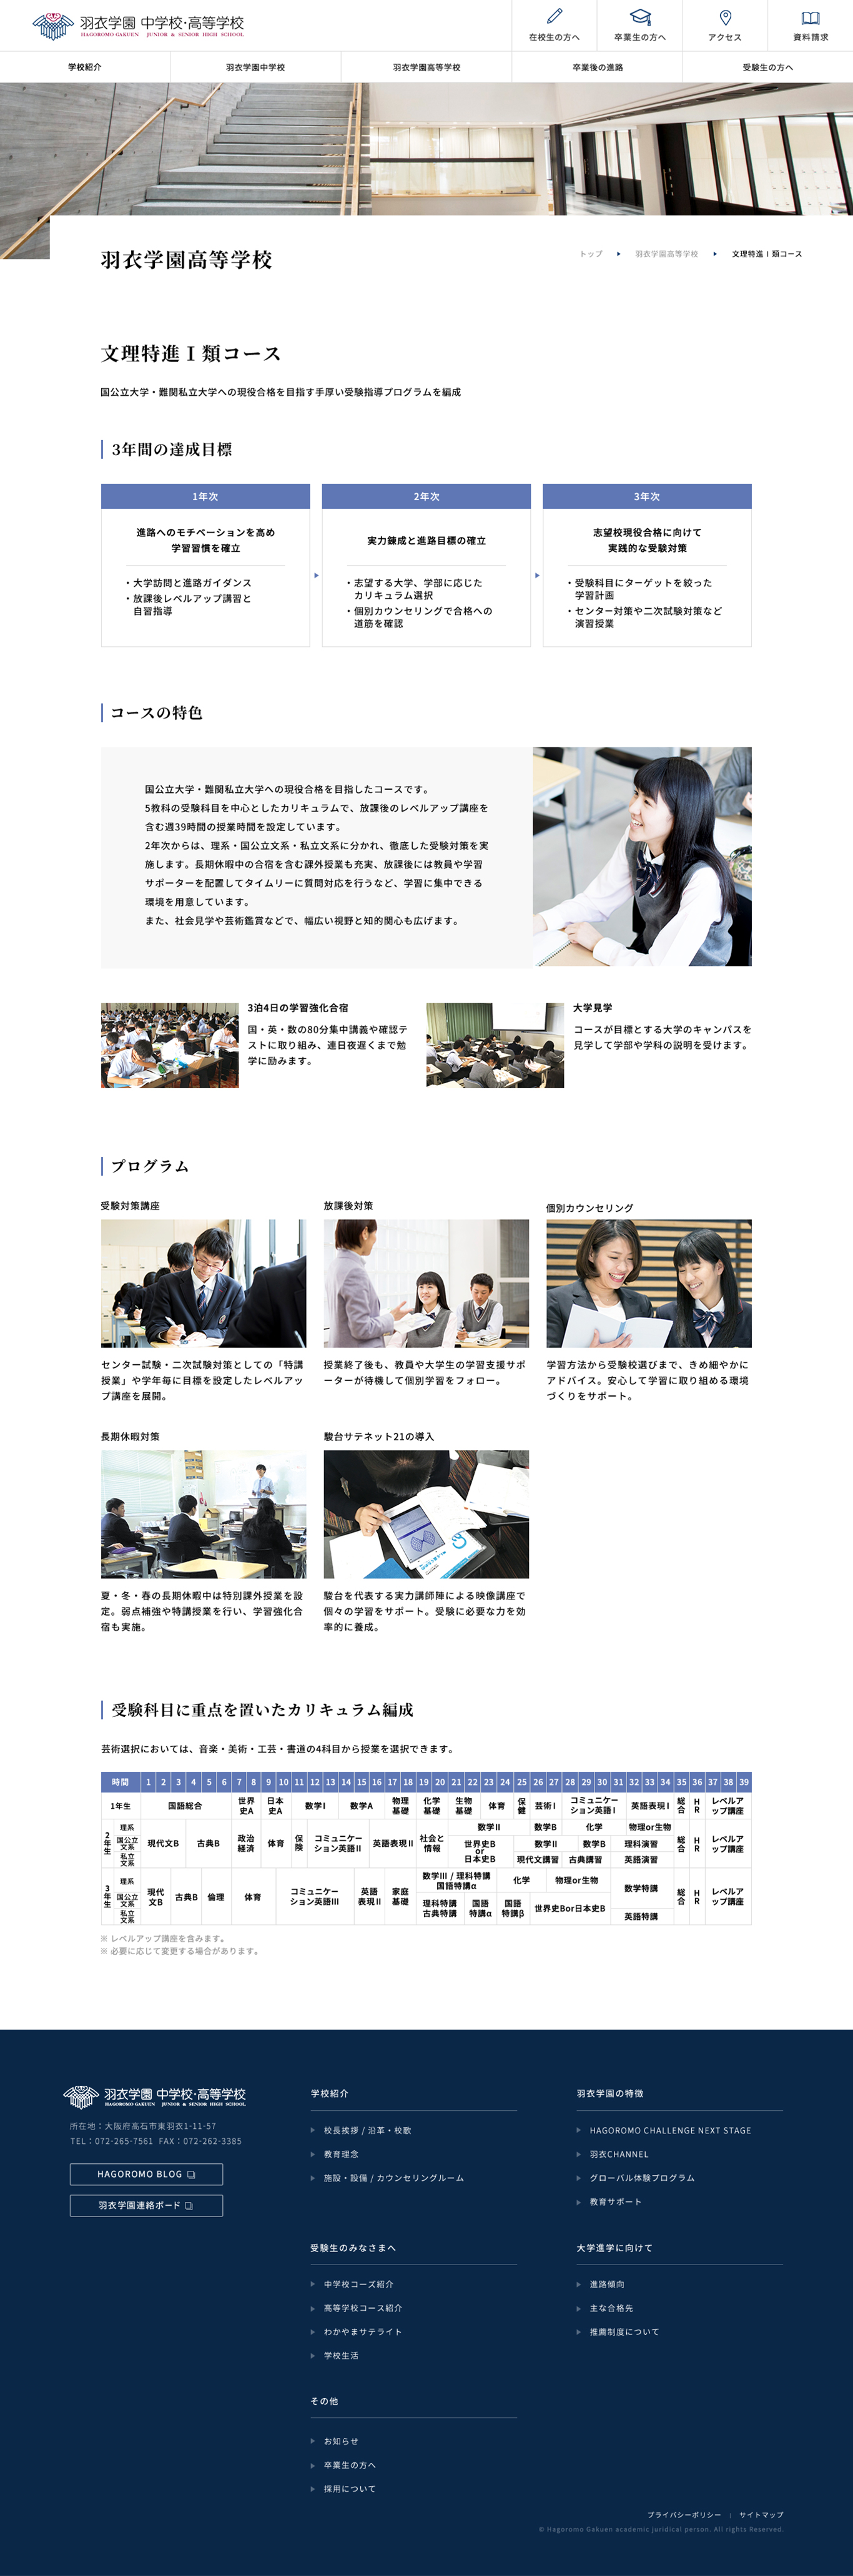 羽衣学園 中学校・高等学校
HAGOROMO GAKUEN JUNIOR & SENIOR HIGH SCHOOL
在校生の方へ
卒業生の方へ
アクセス
資料請求
学校紹介
羽衣学園中学校
羽衣学園高等学校
卒業後の進路
受験生の方へ
羽衣学園高等学校
トップ
羽衣学園高等学校
文理特進Ⅰ類コース
文理特進Ⅰ類コース
国公立大学・難関私立大学への現役合格を目指す手厚い受験指導プログラムを編成
3年間の達成目標
1年次
進路へのモチベーションを高め
学習習慣を確立
・大学訪問と進路ガイダンス
・放課後レベルアップ講習と
自習指導
2年次
実力錬成と進路目標の確立
・志望する大学、学部に応じた
カリキュラム選択
・個別カウンセリングで合格への
道筋を確認
3年次
志望校現役合格に向けて
実践的な受験対策
・受験科目にターゲットを絞った
学習計画
・センター対策や二次試験対策など
演習授業
コースの特色
国公立大学・難関私立大学への現役合格を目指したコースです。
5教科の受験科目を中心としたカリキュラムで、放課後のレベルアップ講座を
含む週39時間の授業時間を設定しています。
2年次からは、理系・国公立文系・私立文系に分かれ、徹底した受験対策を実
施します。長期休暇中の合宿を含む課外授業も充実、放課後には教員や学習
サポーターを配置してタイムリーに質問対応を行うなど、学習に集中できる
環境を用意しています。
また、社会見学や芸術鑑賞などで、幅広い視野と知的関心も広げます。
3泊4日の学習強化合宿
国・英・数の80分集中講義や確認テ
ストに取り組み、連日夜遅くまで勉
学に励みます。
大学見学
コースが目標とする大学のキャンパスを
見学して学部や学科の説明を受けます。
プログラム
受験対策講座
センター試験・二次試験対策としての「特講
授業」や学年毎に目標を設定したレベルアッ
プ講座を展開。
放課後対策
授業終了後も、教員や大学生の学習支援サポ
ーターが待機して個別学習をフォロー。
個別カウンセリング
学習方法から受験校選びまで、きめ細やかに
アドバイス。安心して学習に取り組める環境
づくりをサポート。
長期休暇対策
夏・冬・春の長期休暇中は特別課外授業を設
定。弱点補強や特講授業を行い、学習強化合
宿も実施。
駿台サテネット21の導入
駿台を代表する実力講師陣による映像講座で
個々の学習をサポート。受験に必要な力を効
率的に養成。
受験科目に重点を置いたカリキュラム編成
芸術選択においては、音楽・美術・工芸・書道の4科目から授業を選択できます。
時間 1 2 3 4 5 6 7 8 9 10 11 12 13 14 15 16 17 18 19 20 21 22 23 24 25 26 27 28 29 30 31 32 33 34 35 36 37 38 39
1年生 国語総合 世界史A 日本史A 数学Ⅰ 数学A 物理基礎 化学基礎 生物基礎 体育 保健 芸術Ⅰ コミュニケーション英語Ⅰ 英語表現Ⅰ 総合 HR レベルアップ講座
2年生 理系 国公立文系 私立文系 現代文B 古典B 政治経済 体育 保険 コミュニケーション英語Ⅱ 英語表現Ⅱ 社会と情報
数学Ⅱ 数学B 化学 物理or生物
世界史B or 日本史B 数学Ⅱ 数学B 理科演習
現代文講習 古典講習 英語演習
総合 HR レベルアップ講座
3年生 理系 国公立文系 私立文系 現代文B 古典B 倫理 体育 コミュニケーション英語Ⅲ 英語表現Ⅱ 家庭基礎
数学Ⅲ / 理科特講 国語特講α 化学 物理or生物 数学特講
理科特講 古典特講 国語特講α 国語特講β 世界史Bor日本史B 英語特講
総合 HR レベルアップ講座
※ レベルアップ講座を含みます。
※ 必要に応じて変更する場合があります。
羽衣学園 中学校・高等学校
HAGOROMO GAKUEN JUNIOR & SENIOR HIGH SCHOOL
所在地：大阪府高石市東羽衣1-11-57
TEL：072-265-7561 FAX：072-262-3385
HAGOROMO BLOG
羽衣学園連絡ボード
学校紹介
校長挨拶 / 沿革・校歌
教育理念
施設・設備 / カウンセリングルーム
羽衣学園の特徴
HAGOROMO CHALLENGE NEXT STAGE
羽衣CHANNEL
グローバル体験プログラム
教育サポート
受験生のみなさまへ
中学校コーズ紹介
高等学校コース紹介
わかやまサテライト
学校生活
大学進学に向けて
進路傾向
主な合格先
推薦制度について
その他
お知らせ
卒業生の方へ
採用について
プライバシーポリシー | サイトマップ
© Hagoromo Gakuen academic juridical person. All rights Reserved.